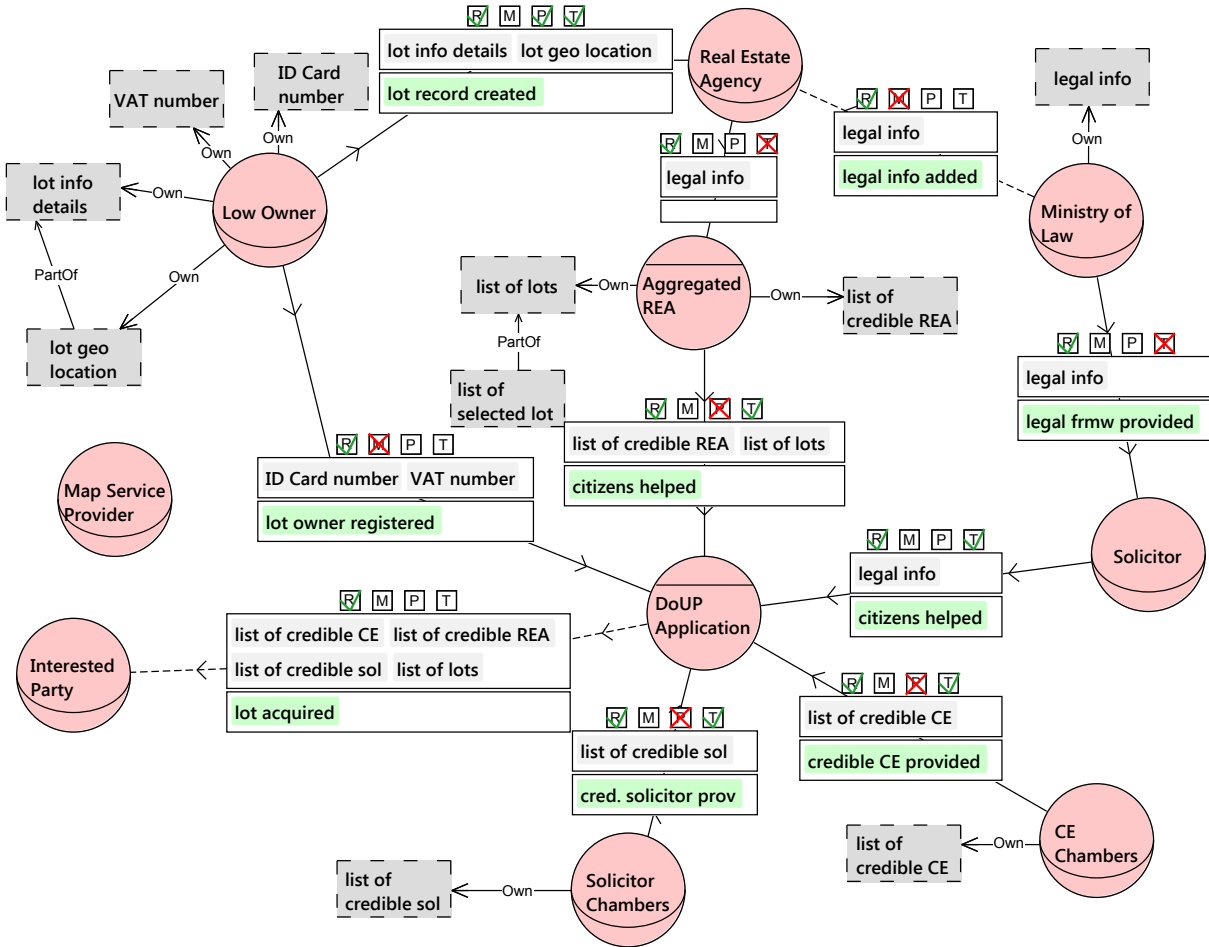 R M P T
lot info details lot geo location
lot record created
Real Estate
Agency
legal info
ID Card
number
VAT number
Own
Own
R M P T
legal info
legal info added
Own
R M P T
legal info
lot info
details
Own
Low Owner
Ministry of
Law
PartOf
Own
list of lots
Own
Aggregated
REA
Own
list of
credible REA
lot geo
location
PartOf
list of
selected lot
R M P T
legal info
legal frmw provided
R M P T
list of credible REA list of lots
citizens helped
R M P T
ID Card number VAT number
lot owner registered
Map Service
Provider
R M P T
legal info
citizens helped
Solicitor
DoUP
Application
R M P T
list of credible CE list of credible REA
list of credible sol list of lots
lot acquired
Interested
Party
R M P T
list of credible CE
credible CE provided
R M P T
list of credible sol
cred. solicitor prov
list of
credible CE
Own
CE
Chambers
list of
credible sol
Own
Solicitor
Chambers